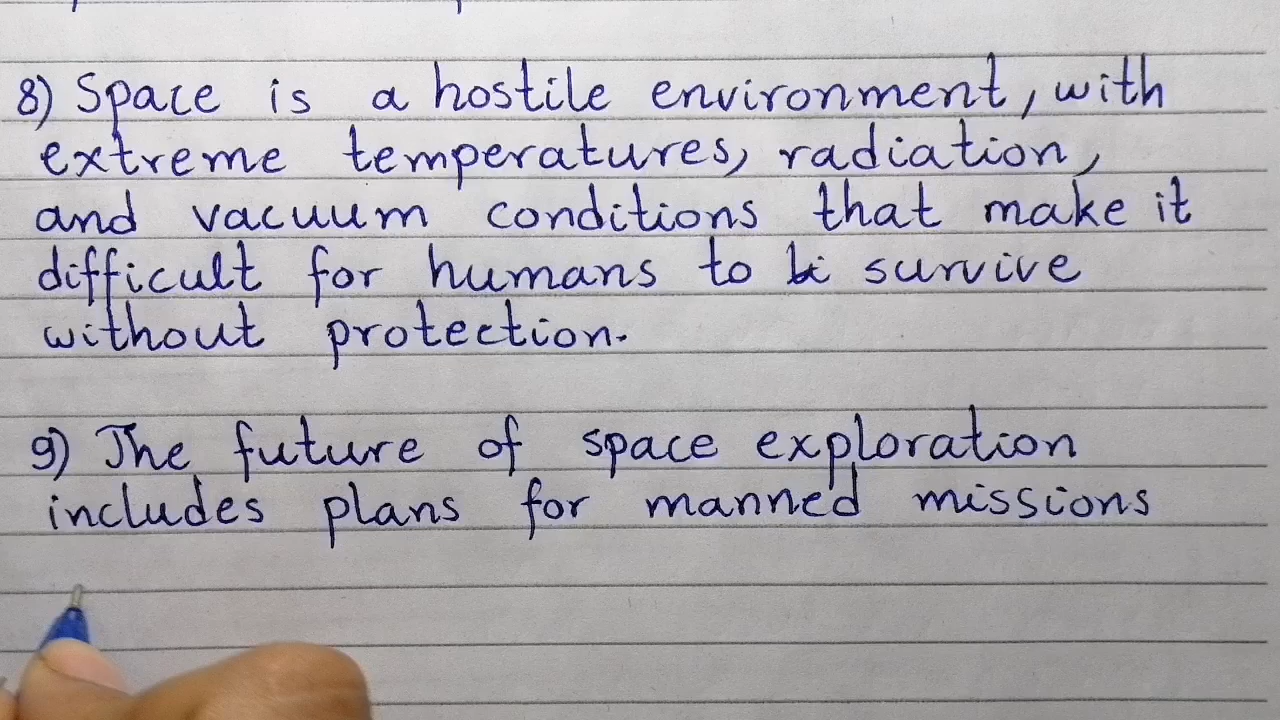 8) Space is a hostile environment, with
extreme temperatures, radiation,
and vacuum conditions that make it
difficult for humans to survive
without protection.
9) The future of space exploration
includes plans for manned missions